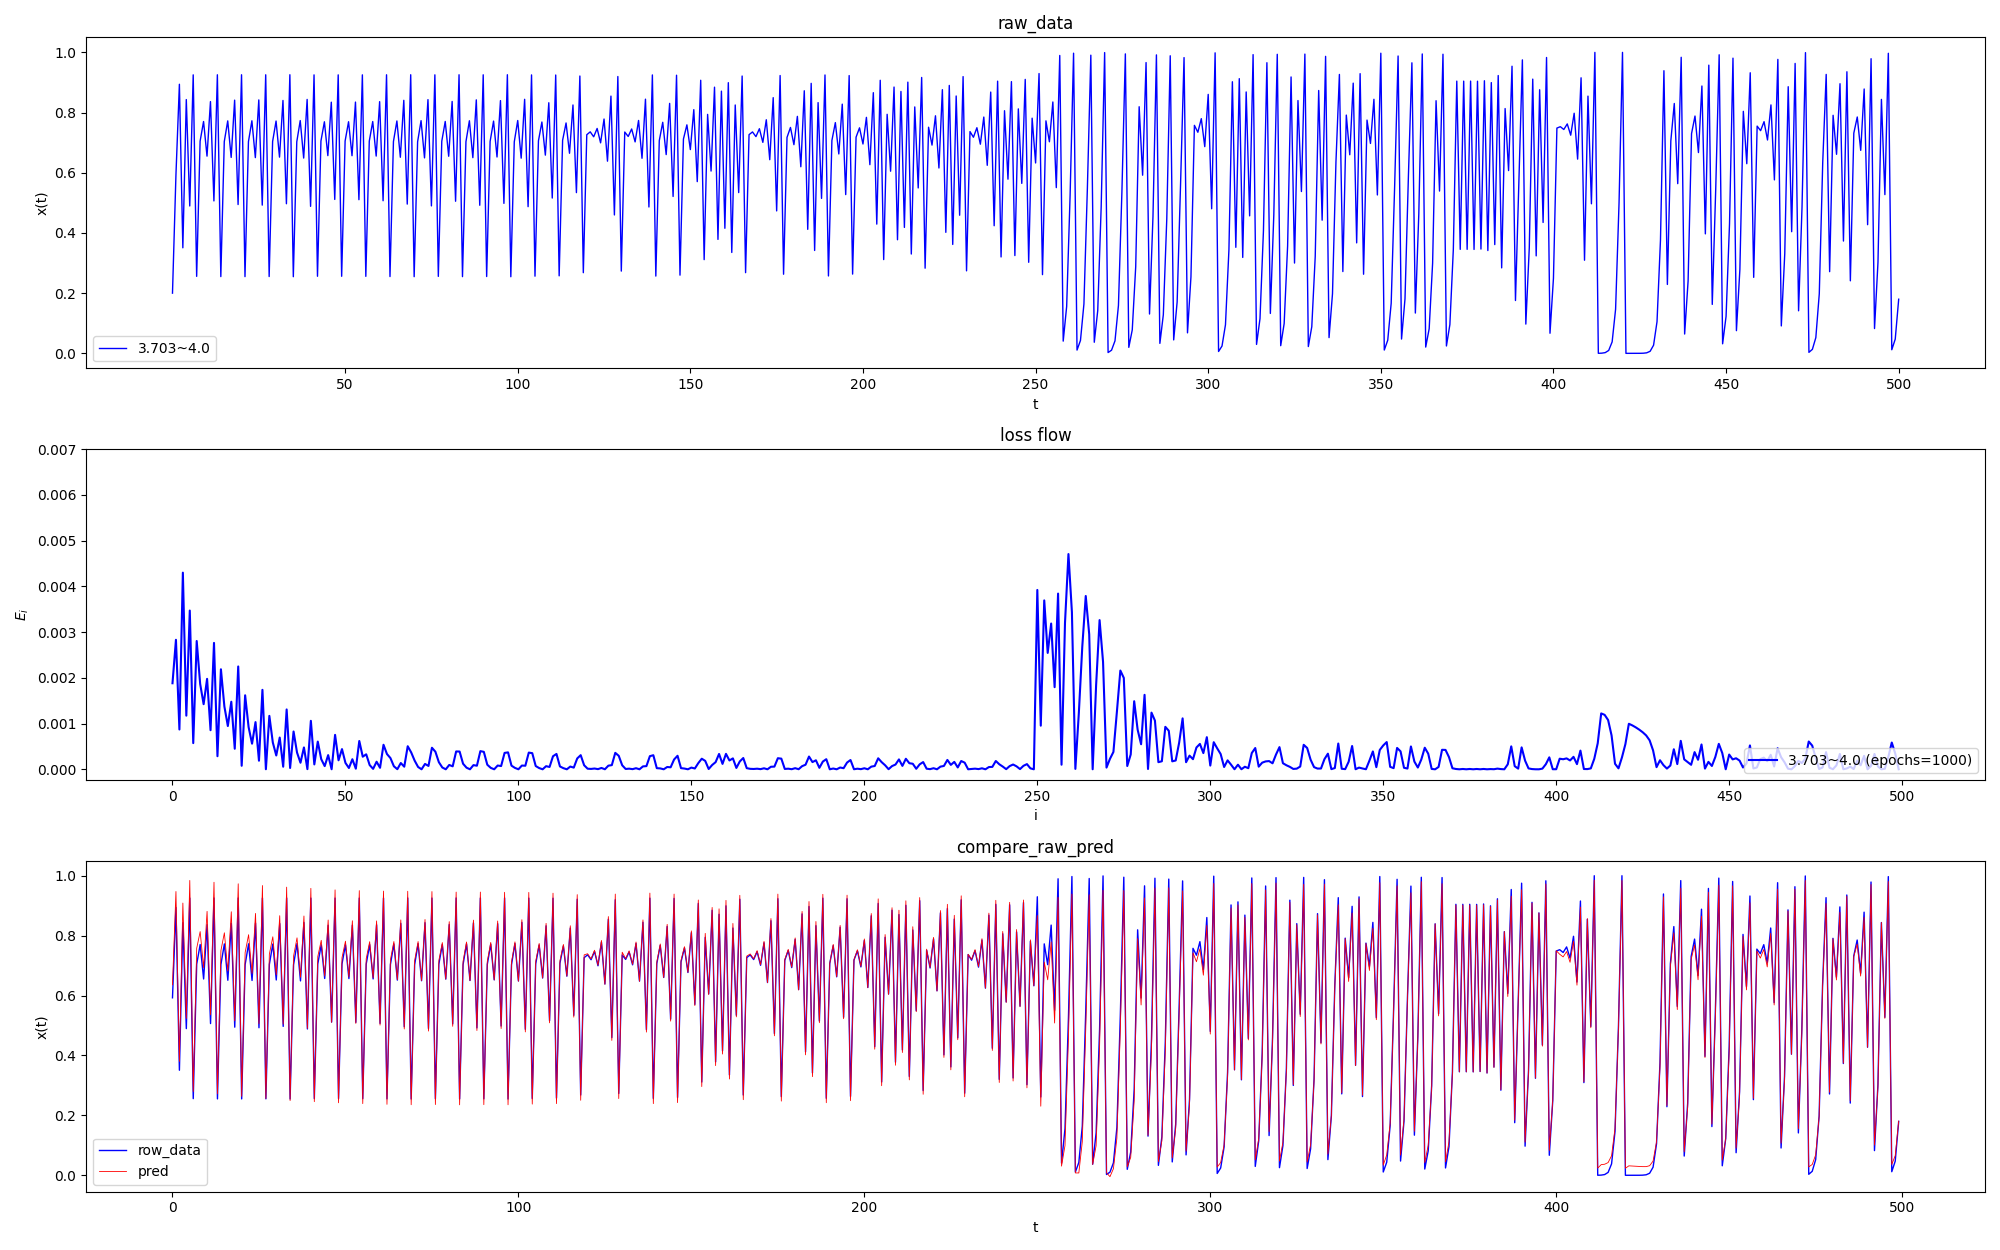 raw_data
1.0
0.8
0.6
0.4
0.2
0.0
x(t)
3.703~4.0
50 100 150 200 250 300 350 400 450 500
t
loss flow
0.007
0.006
0.005
0.004
0.003
0.002
0.001
0.000
E_i
3.703~4.0 (epochs=1000)
0 50 100 150 200 250 300 350 400 450 500
i
compare_raw_pred
1.0
0.8
0.6
0.4
0.2
0.0
x(t)
row_data
pred
0 100 200 300 400 500
t